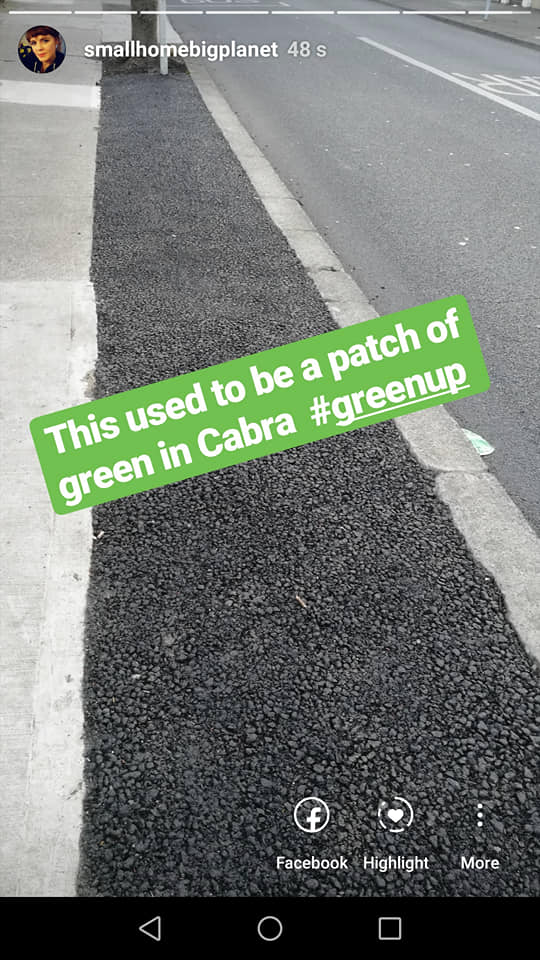 smallhomebigplanet 48 s
This used to be a patch of
green in Cabra #greenup
Facebook Highlight More